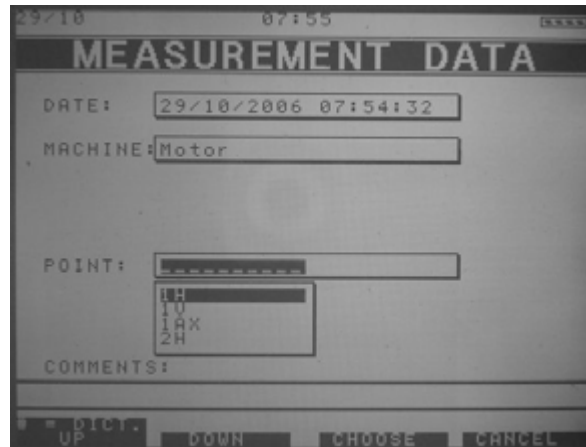 29/10 07:55
MEASUREMENT DATA
DATE: 29/10/2006 07:54:32
MACHINE: Motor
POINT: __________
1H
1V
1AX
2H
COMMENTS:
DICT.
UP DOWN CHOOSE CANCEL